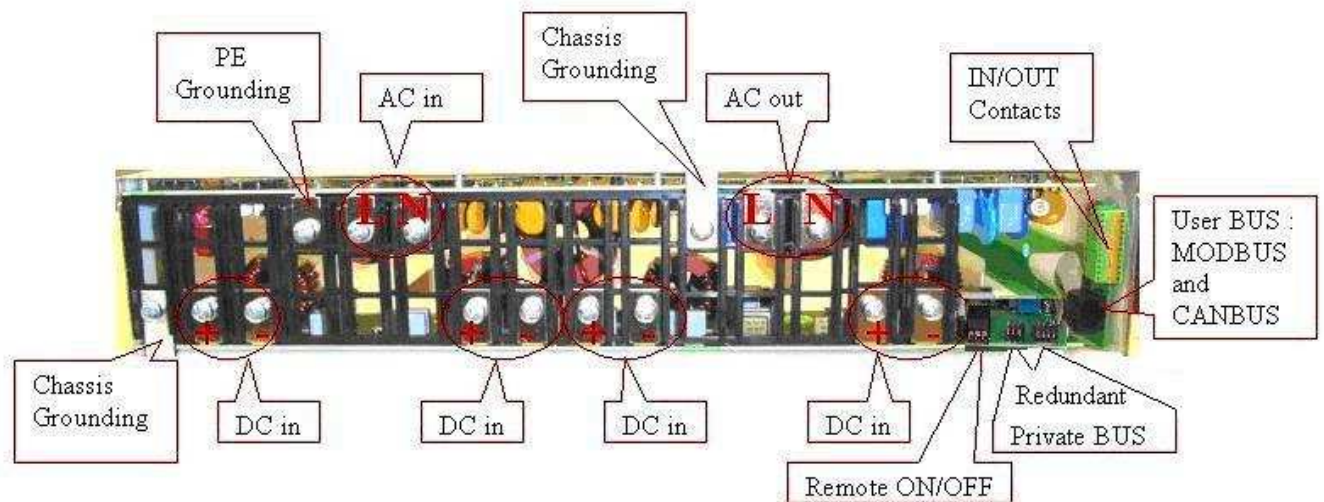 PE
Grounding
AC in
Chassis
Grounding
AC out
IN/OUT
Contacts
L N
L N
User BUS :
MODBUS
and
CANBUS
+ -
+ -
+ -
+ -
Chassis
Grounding
DC in
DC in
DC in
DC in
Redundant
Private BUS
Remote ON/OFF